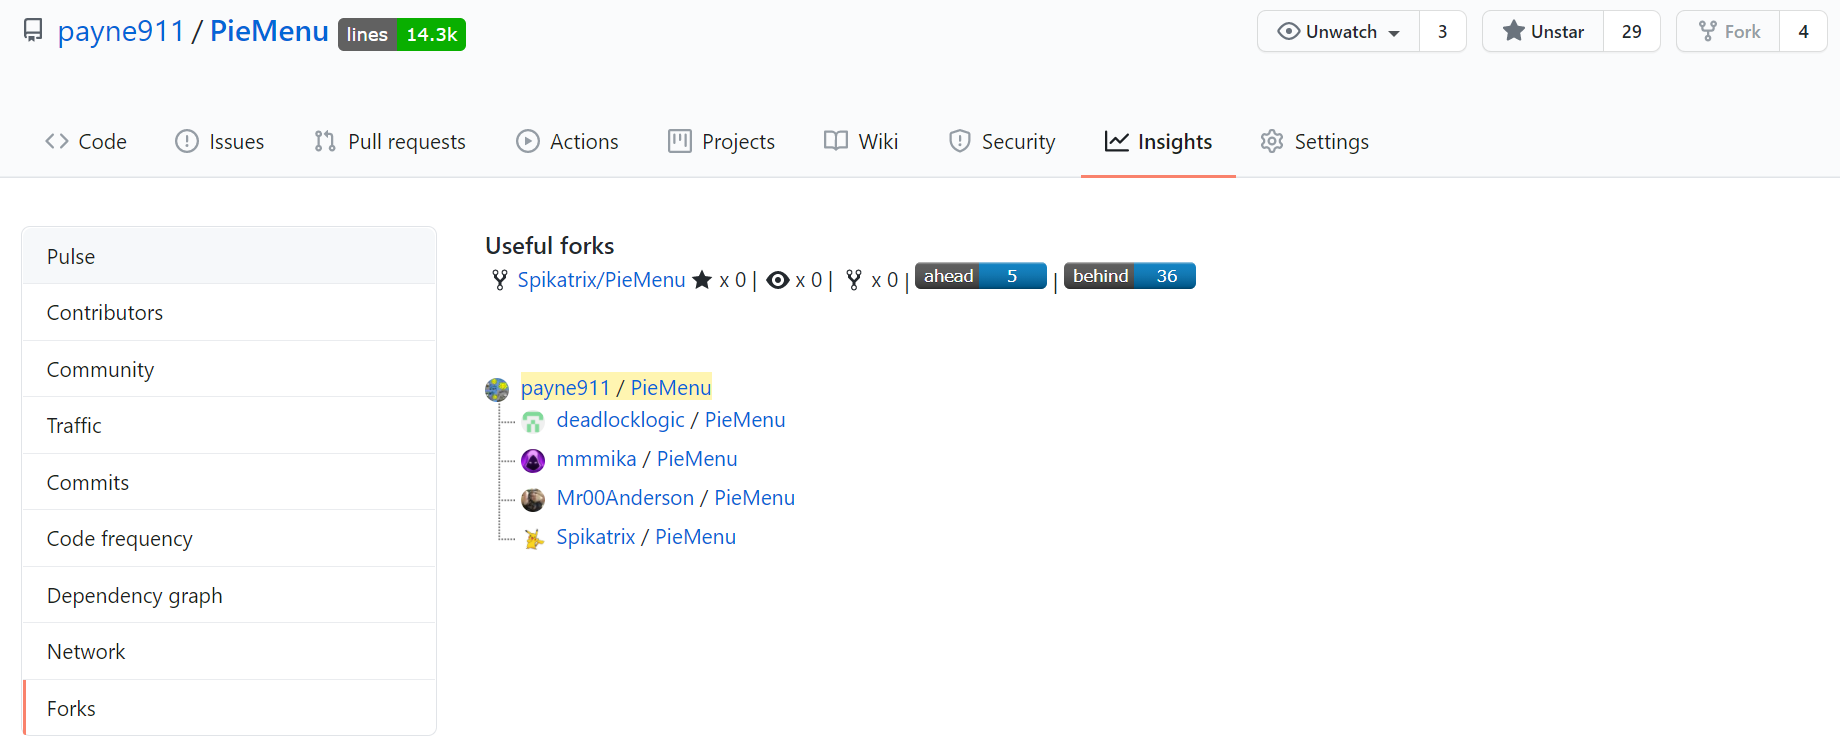 payne911 / PieMenu lines 14.3k Unwatch 3 Unstar 29 Fork 4
Code Issues Pull requests Actions Projects Wiki Security Insights Settings
Pulse
Contributors
Community
Traffic
Commits
Code frequency
Dependency graph
Network
Forks
Useful forks
Spikatrix/PieMenu x 0 | x 0 | x 0 | ahead 5 | behind 36
payne911 / PieMenu
deadlocklogic / PieMenu
mmmika / PieMenu
Mr00Anderson / PieMenu
Spikatrix / PieMenu